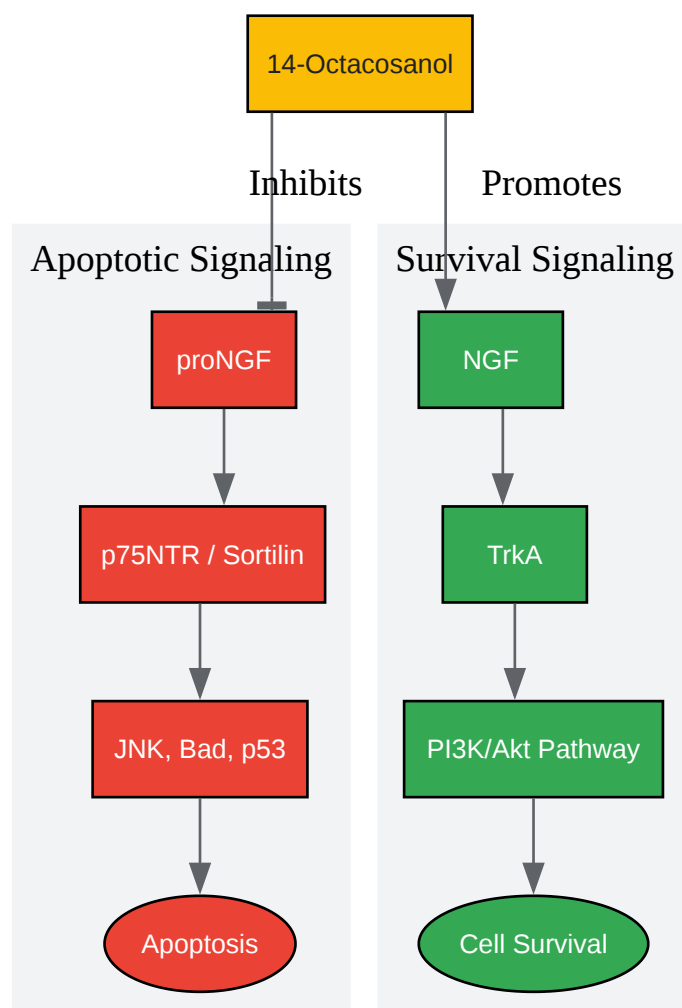 14-Octacosanol
Inhibits
Promotes
Apoptotic Signaling
Survival Signaling
proNGF
NGF
p75NTR / Sortilin
TrkA
JNK, Bad, p53
PI3K/Akt Pathway
Apoptosis
Cell Survival